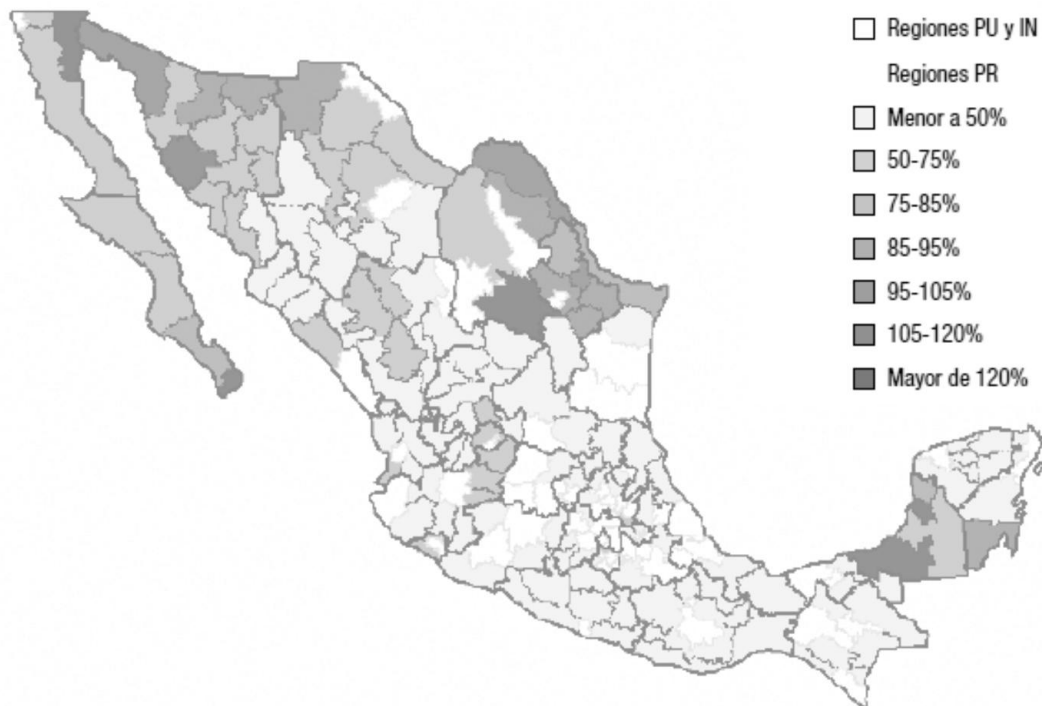 Regiones PU y IN
Regiones PR
Menor a 50%
50-75%
75-85%
85-95%
95-105%
105-120%
Mayor de 120%